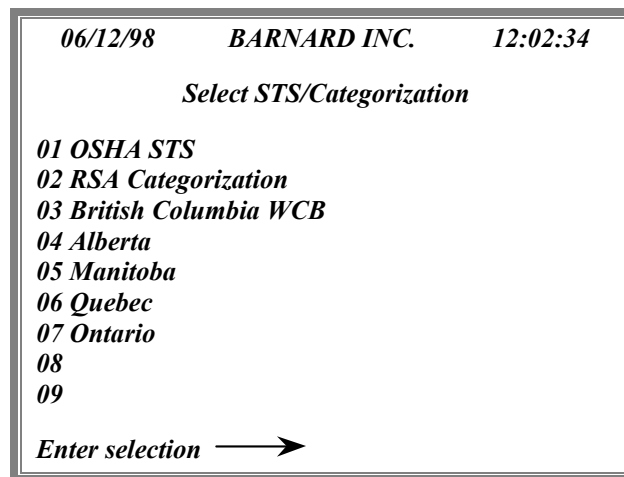 06/12/98 BARNARD INC. 12:02:34
Select STS/Categorization
01 OSHA STS
02 RSA Categorization
03 British Columbia WCB
04 Alberta
05 Manitoba
06 Quebec
07 Ontario
08
09
Enter selection